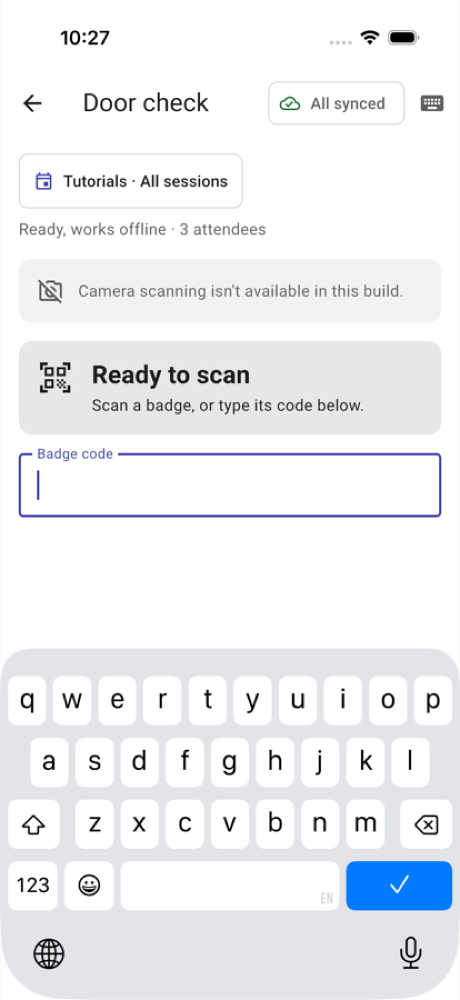 10:27
Door check
All synced
Tutorials · All sessions
Ready, works offline · 3 attendees
Camera scanning isn't available in this build.
Ready to scan
Scan a badge, or type its code below.
Badge code
q w e r t y u i o p
a s d f g h j k l
z x c v b n m
123
EN